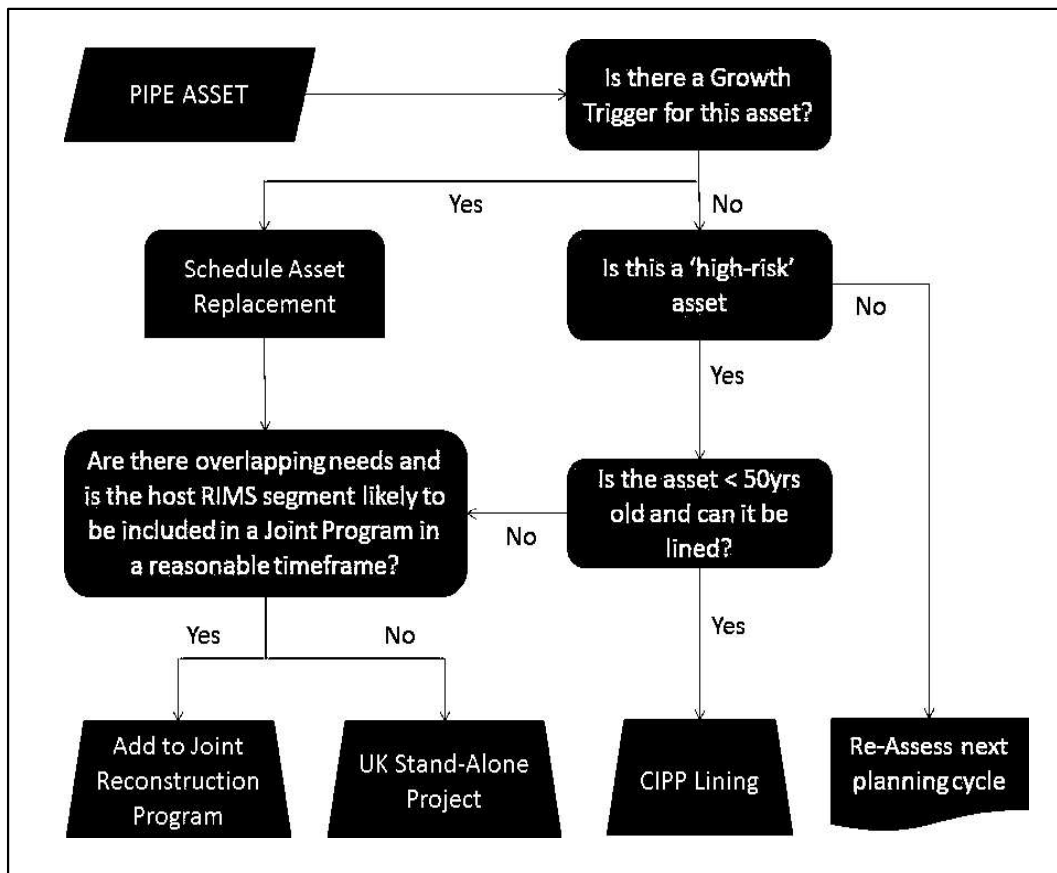 PIPE ASSET
Is there a Growth
Trigger for this asset?
Yes
No
Schedule Asset
Replacement
Is this a ‘high-risk’
asset
No
Yes
Are there overlapping needs and
is the host RIMS segment likely to
be included in a Joint Program in
a reasonable timeframe?
Is the asset < 50yrs
old and can it be
lined?
No
Yes
No
Yes
Add to Joint
Reconstruction
Program
UK Stand-Alone
Project
CIPP Lining
Re-Assess next
planning cycle